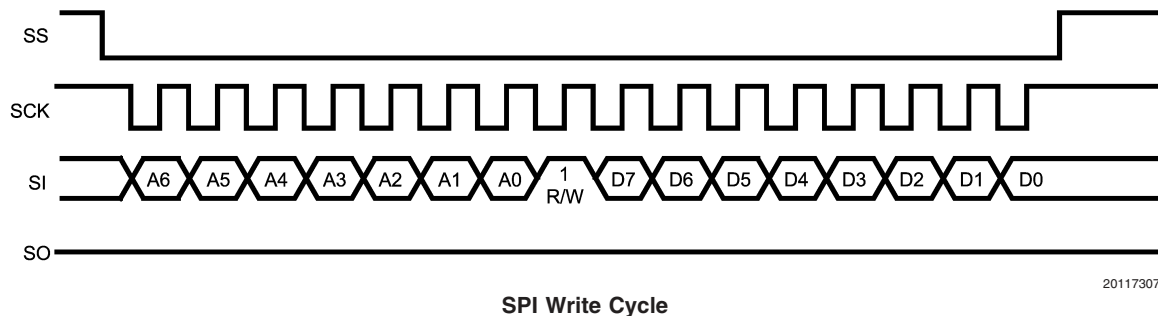 SS
SCK
SI A6 A5 A4 A3 A2 A1 A0 1 R/W D7 D6 D5 D4 D3 D2 D1 D0
SO
20117307
SPI Write Cycle